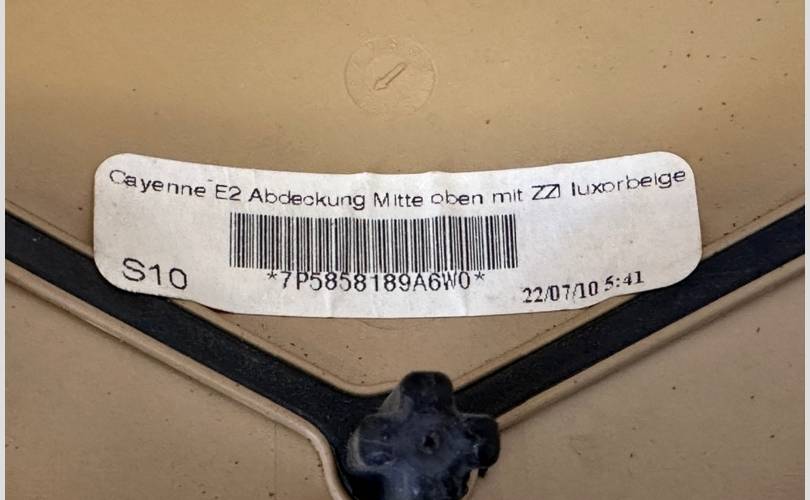 Cayenne E2 Abdeckung Mitte oben mit ZZI luxorbeige
S10
*7P5858189A6W0*
22/07/10 5:41